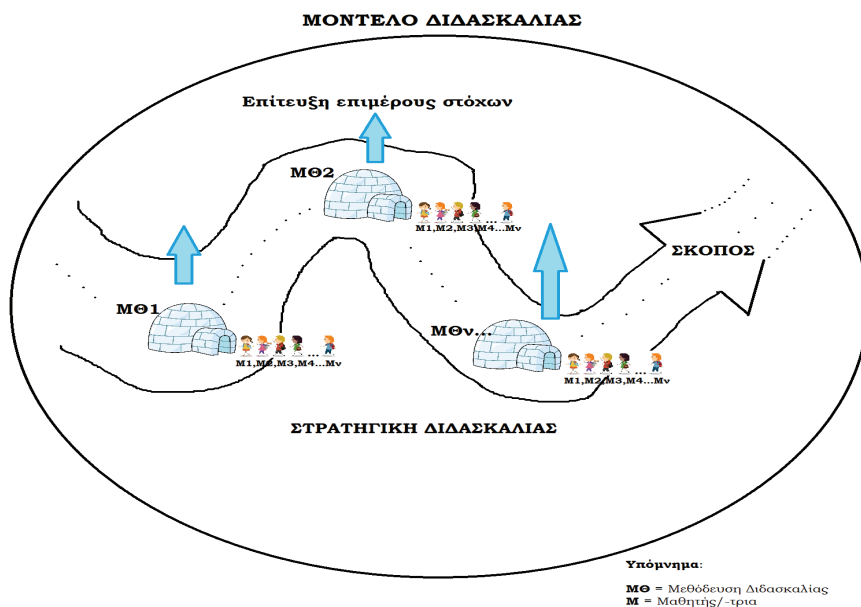 ΜΟΝΤΕΛΟ ΔΙΔΑΣΚΑΛΙΑΣ
Επίτευξη επιμέρους στόχων
ΜΘ2
Μ1,Μ2,Μ3,Μ4...Μν
ΣΚΟΠΟΣ
ΜΘ1
Μ1,Μ2,Μ3,Μ4...Μν
ΜΘν...
Μ1,Μ2,Μ3,Μ4...Μν
ΣΤΡΑΤΗΓΙΚΗ ΔΙΔΑΣΚΑΛΙΑΣ
Υπόμνημα:
ΜΘ = Μεθόδευση Διδασκαλίας
Μ = Μαθητής/-τρια